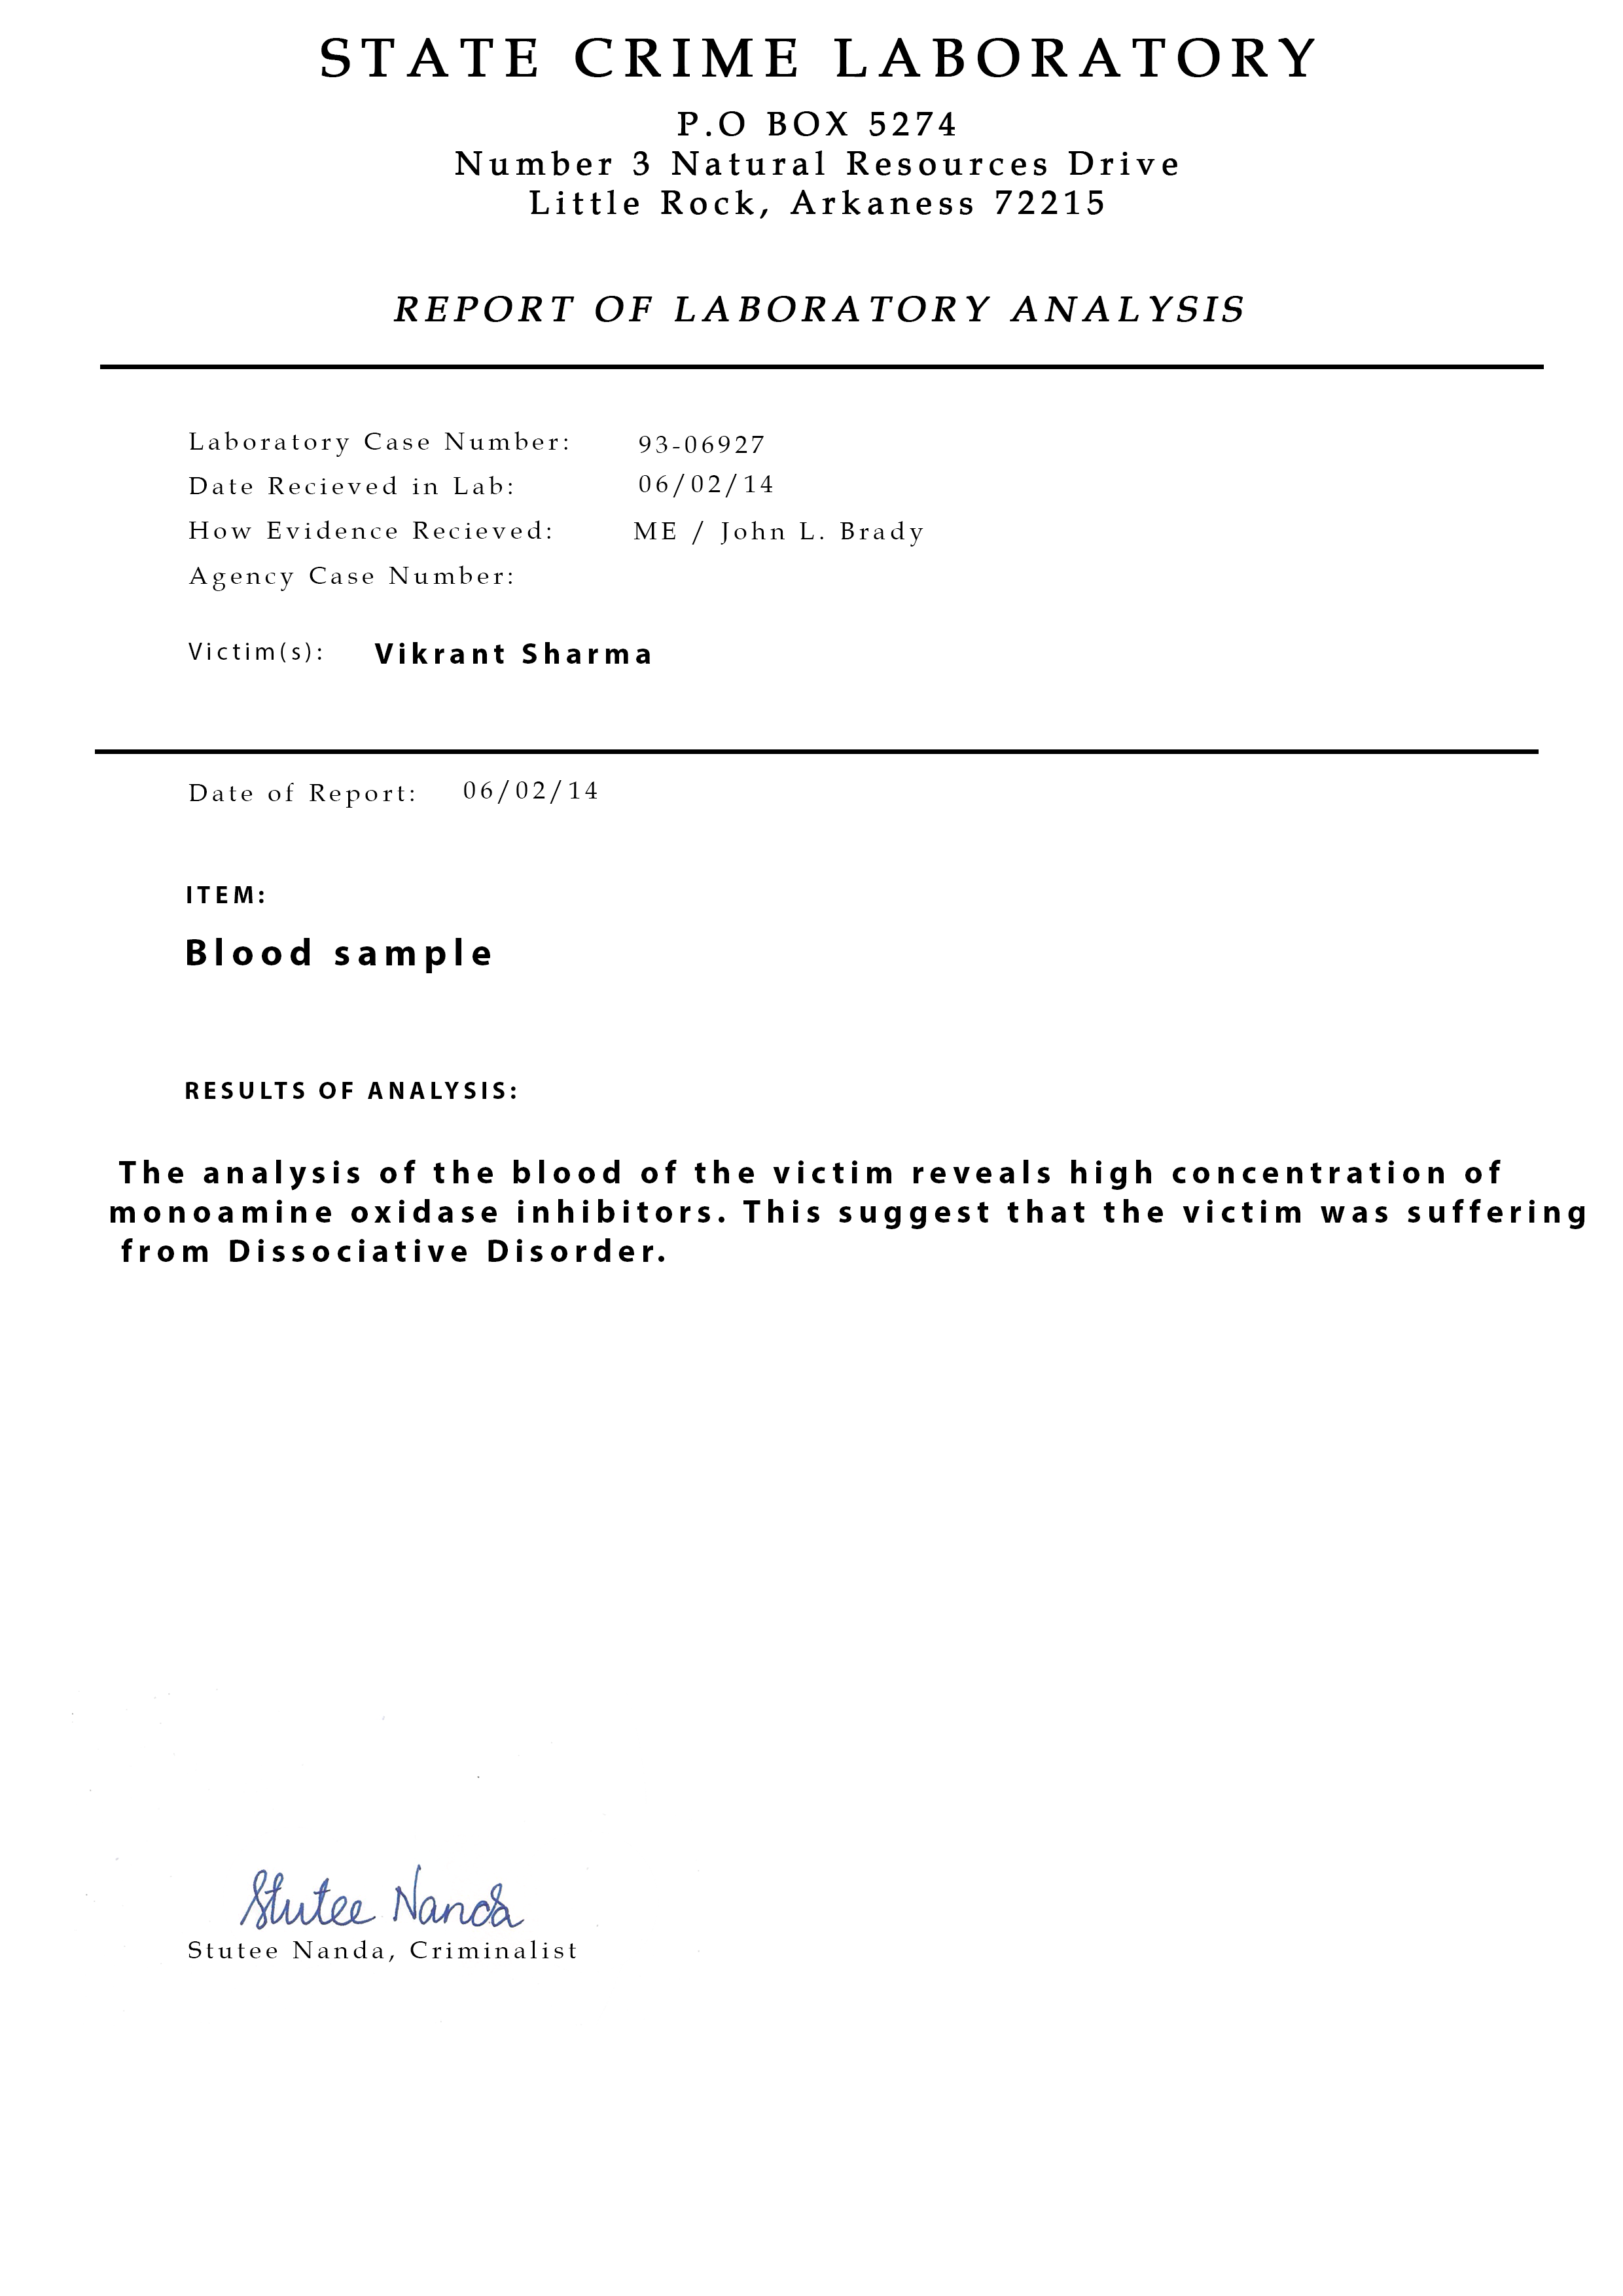 STATE CRIME LABORATORY
P.O BOX 5274
Number 3 Natural Resources Drive
Little Rock, Arkaness 72215
REPORT OF LABORATORY ANALYSIS
Laboratory Case Number: 93-06927
Date Recieved in Lab: 06/02/14
How Evidence Recieved: ME / John L. Brady
Agency Case Number:
Victim(s): Vikrant Sharma
Date of Report: 06/02/14
ITEM:
Blood sample
RESULTS OF ANALYSIS:
The analysis of the blood of the victim reveals high concentration of
monoamine oxidase inhibitors. This suggest that the victim was suffering
from Dissociative Disorder.
Stutee Nanda
Stutee Nanda, Criminalist